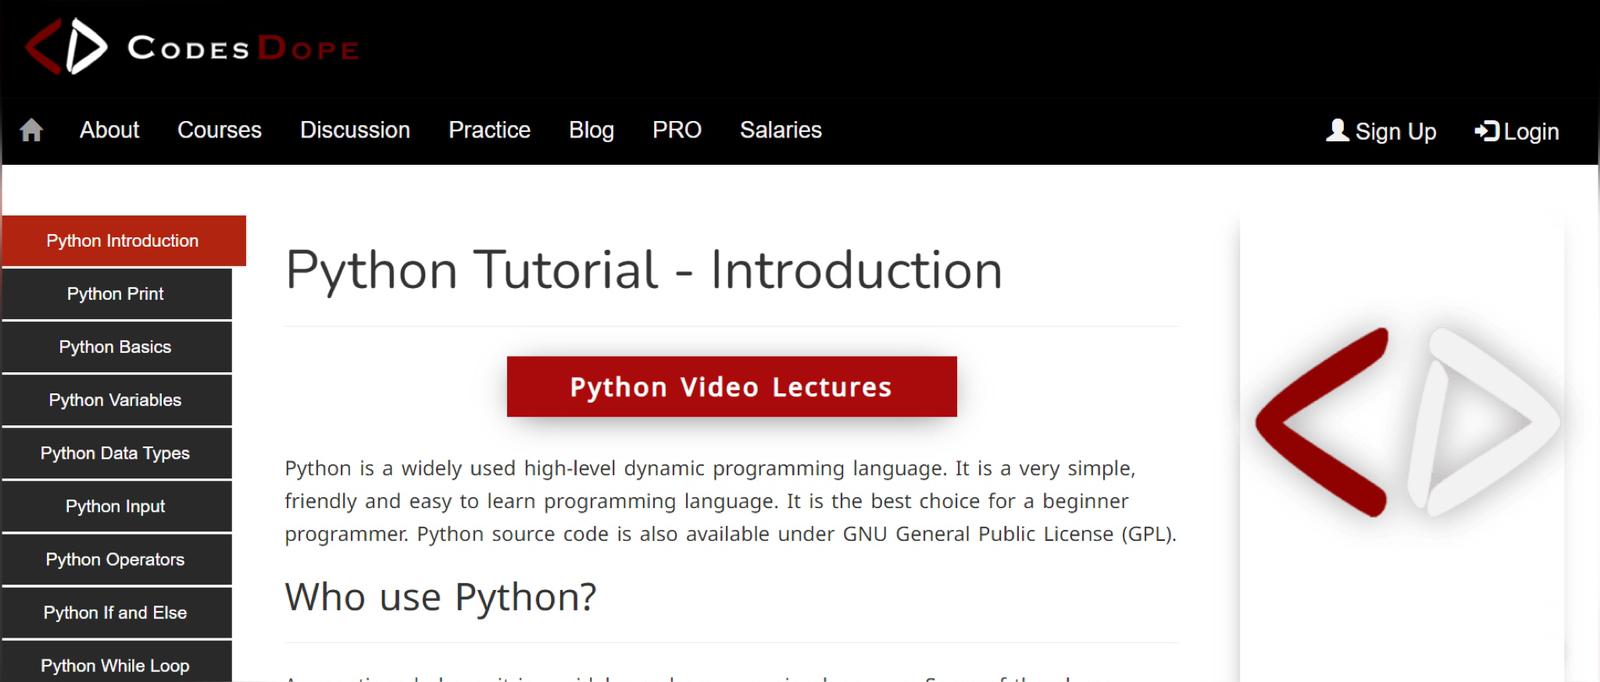 CODESDOPE
About Courses Discussion Practice Blog PRO Salaries Sign Up Login
Python Introduction
Python Print
Python Basics
Python Variables
Python Data Types
Python Input
Python Operators
Python If and Else
Python While Loop
Python Tutorial - Introduction
Python Video Lectures
Python is a widely used high-level dynamic programming language. It is a very simple,
friendly and easy to learn programming language. It is the best choice for a beginner
programmer. Python source code is also available under GNU General Public License (GPL).
Who use Python?